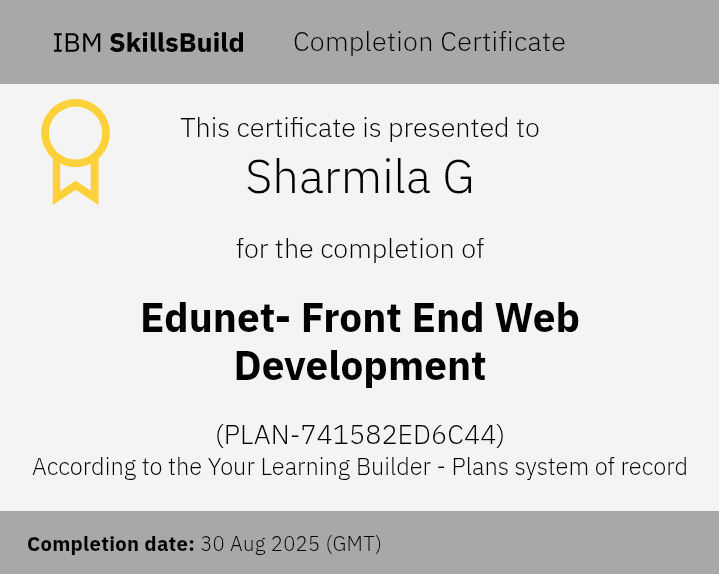 IBM SkillsBuild Completion Certificate
This certificate is presented to
Sharmila G
for the completion of
Edunet- Front End Web
Development
(PLAN-741582ED6C44)
According to the Your Learning Builder - Plans system of record
Completion date: 30 Aug 2025 (GMT)